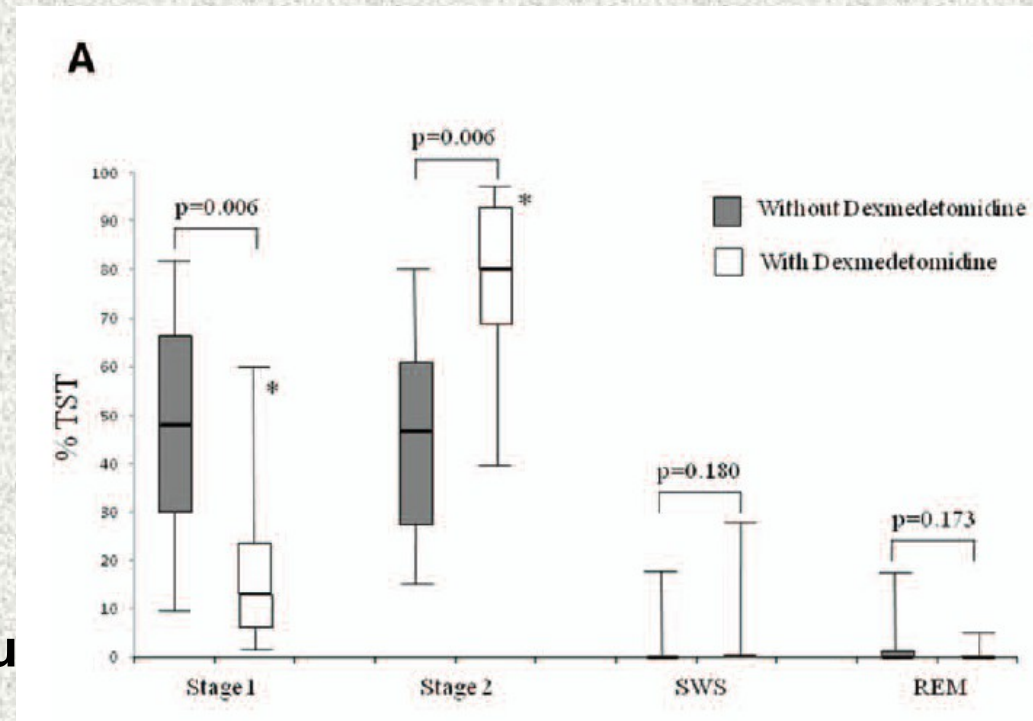 A
p=0.006
p=0.006
100
90
80
70
60
50
40
30
20
10
0
% TST
*
*
Without Dexmedetomidine
With Dexmedetomidine
p=0.180
p=0.173
Stage 1
Stage 2
SWS
REM
u